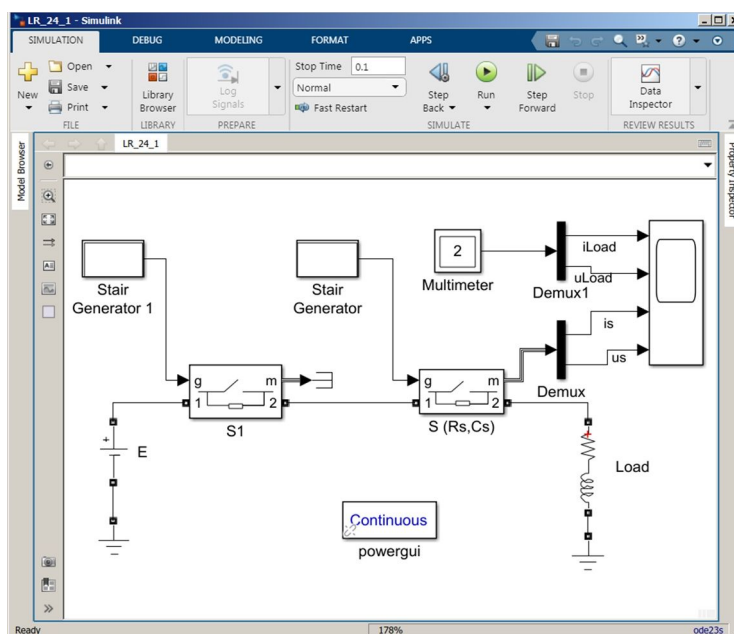 LR_24_1 - Simulink
SIMULATION DEBUG MODELING FORMAT APPS
New
Open
Save
Print
FILE
Library
Browser
LIBRARY
Log
Signals
PREPARE
Stop Time 0.1
Normal
Fast Restart
Step
Back
Run
Step
Forward
Stop
SIMULATE
Data
Inspector
REVIEW RESULTS
Model Browser
LR_24_1
Property Inspector
Stair
Generator 1
Stair
Generator
2
Multimeter
iLoad
uLoad
Demux1
is
us
Demux
g m
1 2
S1
g m
1 2
S (Rs,Cs)
+
E
+
Load
Continuous
powergui
Ready 178% ode23s